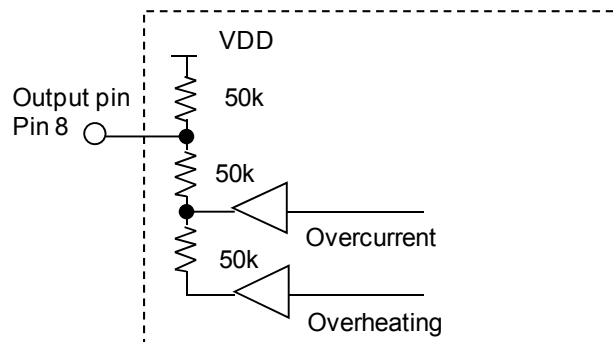 VDD
50k
Output pin
Pin 8
50k
Overcurrent
50k
Overheating